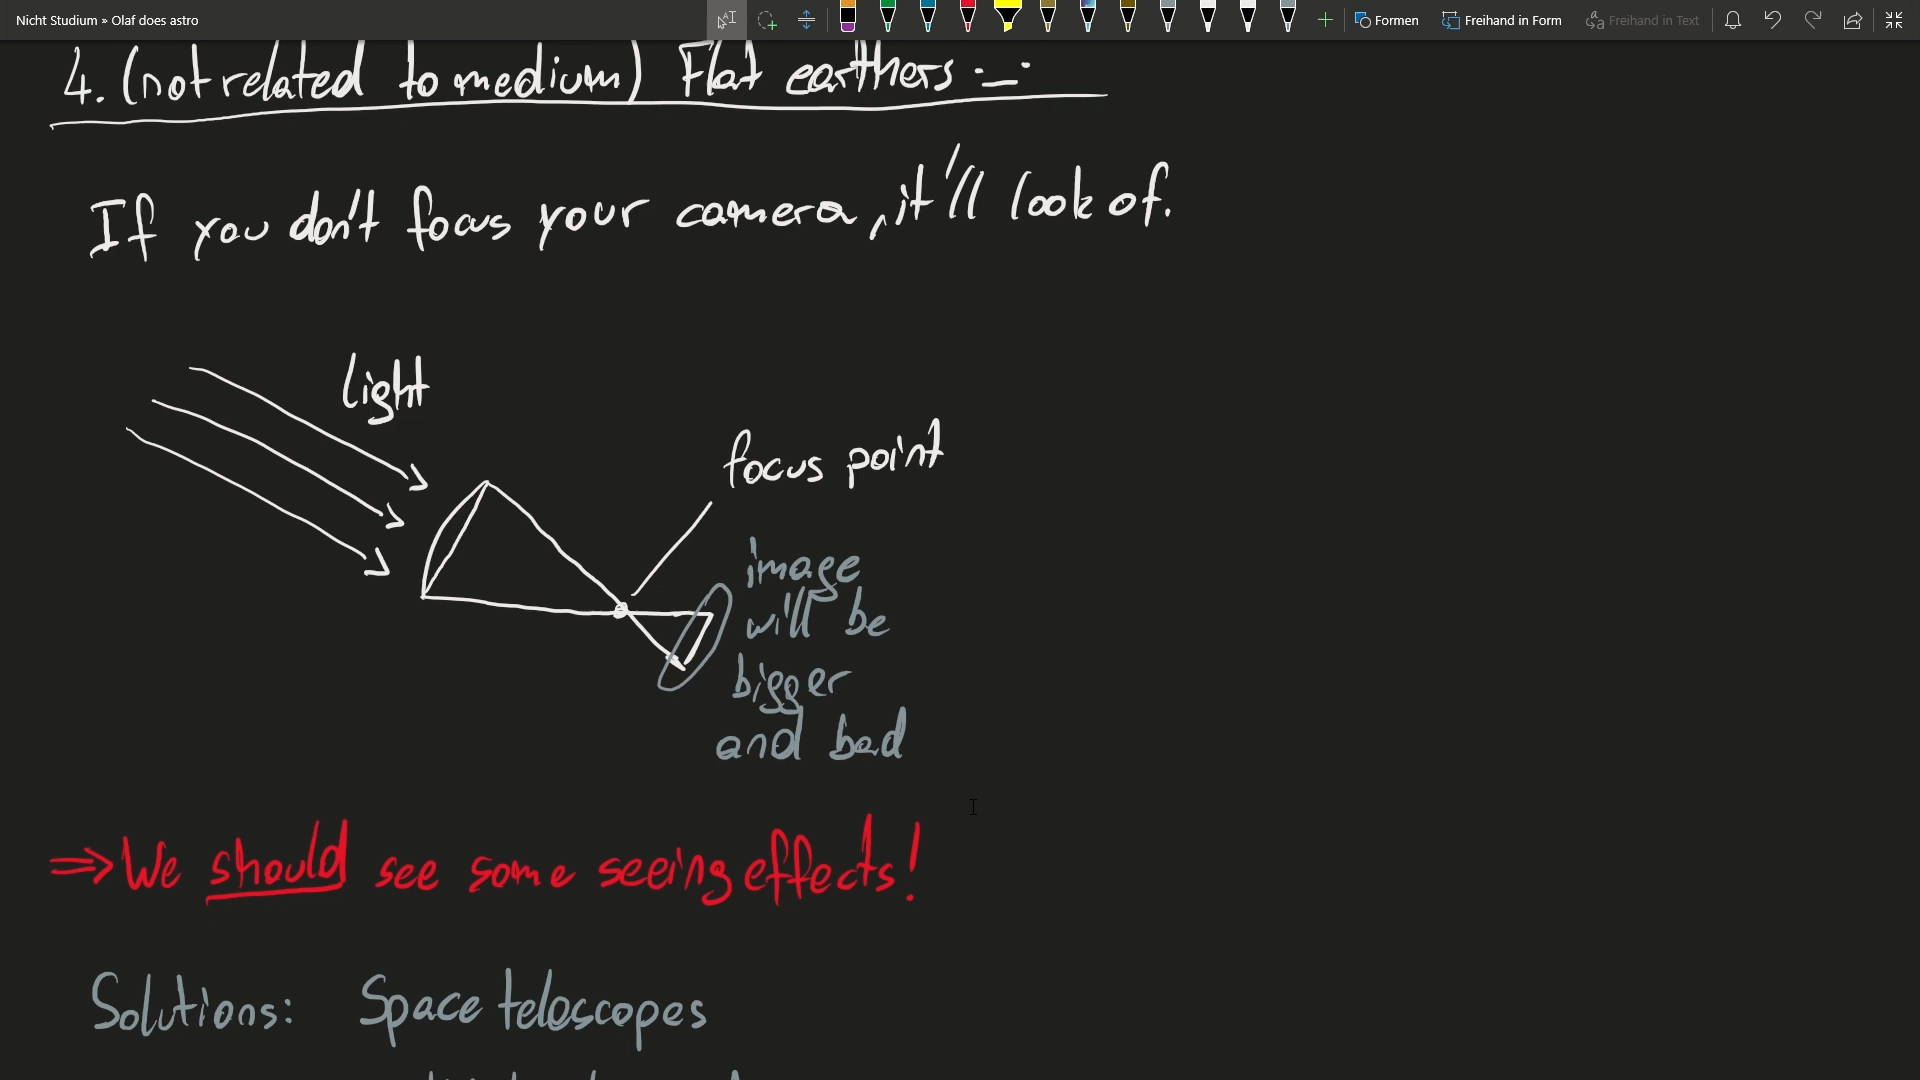 Nicht Studium » Olaf does astro
Formen
Freihand in Form
Freihand in Text
4. (not related to medium) Flat earthers :-:
If you don't focus your camera, it'll look of.
light
focus point
image
will be
bigger
and bad
⇒ We should see some seeing effects!
Solutions: Space teloscopes